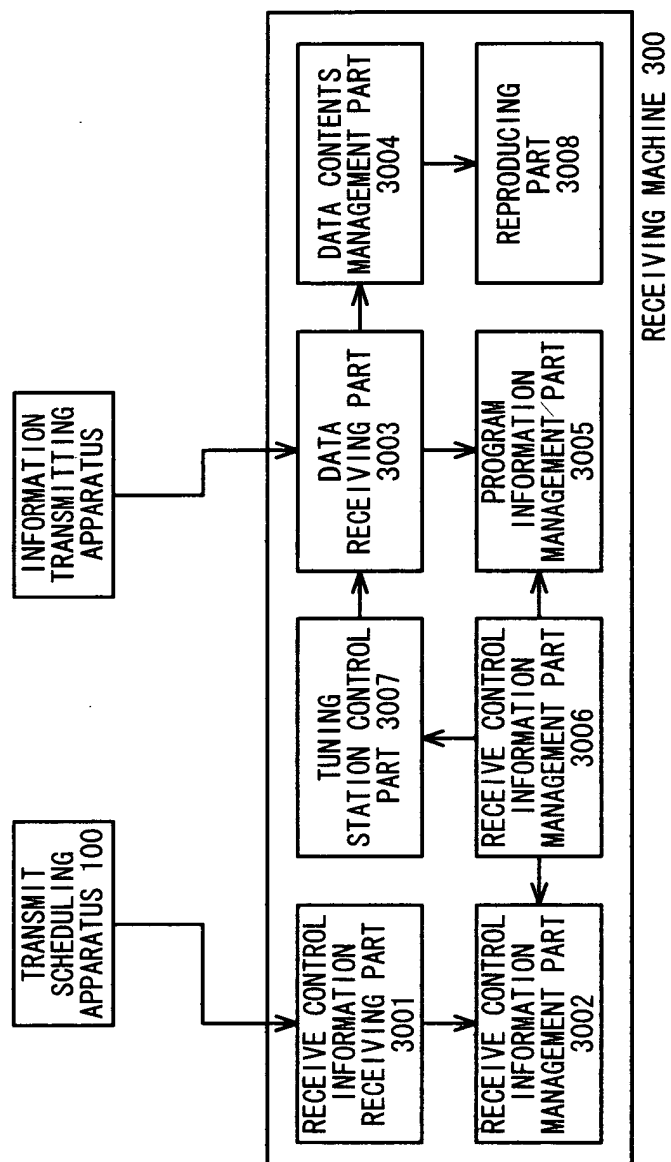 TRANSMIT
SCHEDULING
APPARATUS 100
INFORMATION
TRANSMITTING
APPARATUS
RECEIVE CONTROL
INFORMATION
RECEIVING PART
3001
TUNING
STATION CONTROL
PART 3007
DATA
RECEIVING PART
3003
DATA CONTENTS
MANAGEMENT PART
3004
RECEIVE CONTROL
INFORMATION
MANAGEMENT PART
3002
RECEIVE CONTROL
INFORMATION
MANAGEMENT PART
3006
PROGRAM
INFORMATION
MANAGEMENT PART
3005
REPRODUCING
PART
3008
RECEIVING MACHINE 300